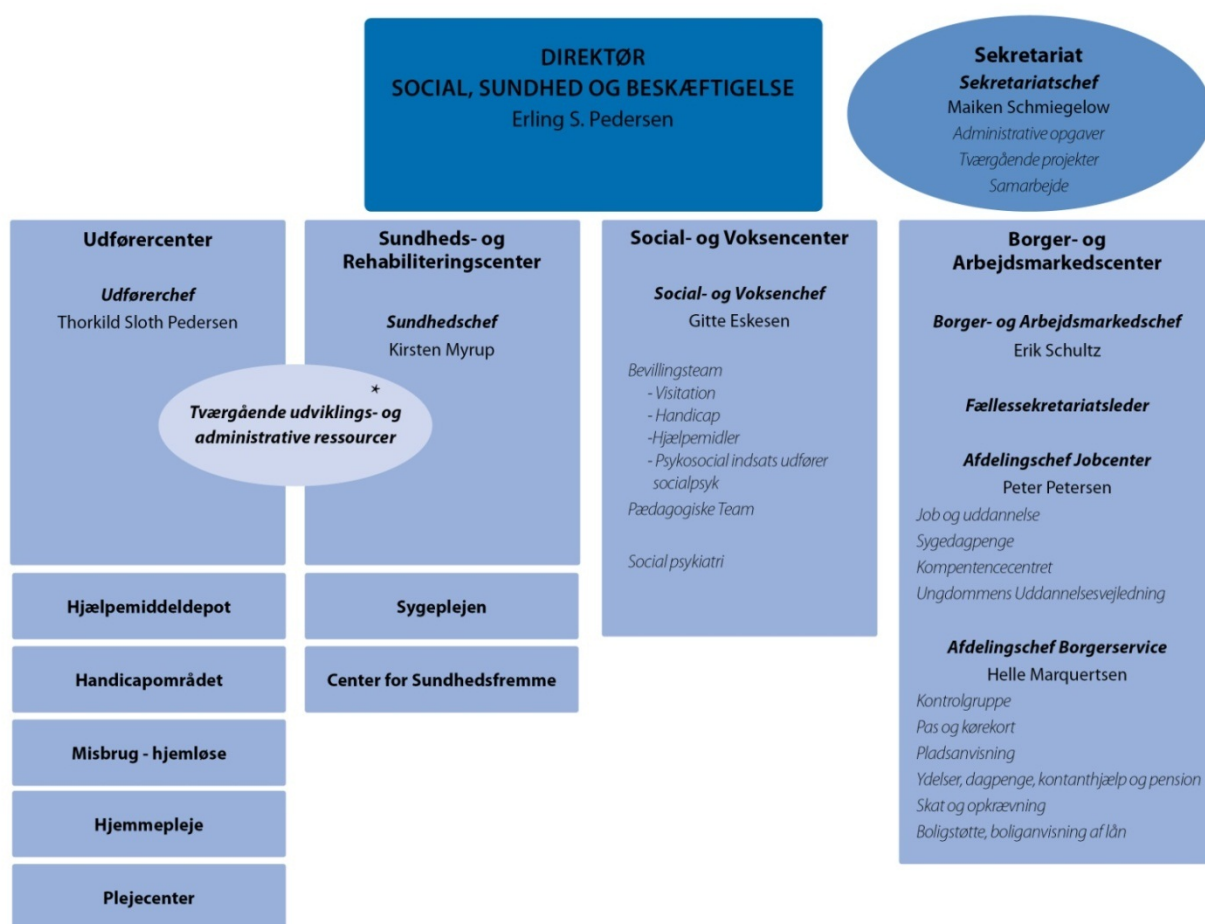 DIREKTØR
SOCIAL, SUNDHED OG BESKÆFTIGELSE
Erling S. Pedersen
Sekretariat
Sekretariatschef
Maiken Schmiegelow
Administrative opgaver
Tværgående projekter
Samarbejde
Udførercenter
Udførerchef
Thorkild Sloth Pedersen
Sundheds- og
Rehabiliteringscenter
Sundhedschef
Kirsten Myrup
*
Tværgående udviklings- og
administrative ressourcer
Hjælpemiddeldepot
Handicapområdet
Misbrug - hjemløse
Hjemmepleje
Plejecenter
Sygeplejen
Center for Sundhedsfremme
Social- og Voksencenter
Social- og Voksenchef
Gitte Eskesen
Bevillingsteam
- Visitation
- Handicap
-Hjælpemidler
- Psykosocial indsats udfører
socialpsyk
Pædagogiske Team
Social psykiatri
Borger- og
Arbejdsmarkedscenter
Borger- og Arbejdsmarkedschef
Erik Schultz
Fællessekretariatsleder
Afdelingschef Jobcenter
Peter Petersen
Job og uddannelse
Sygedagpenge
Kompentencecentret
Ungdommens Uddannelsesvejledning
Afdelingschef Borgerservice
Helle Marquertsen
Kontrolgruppe
Pas og kørekort
Pladsanvisning
Ydelser, dagpenge, kontanthjælp og pension
Skat og opkrævning
Boligstøtte, boliganvisning af lån